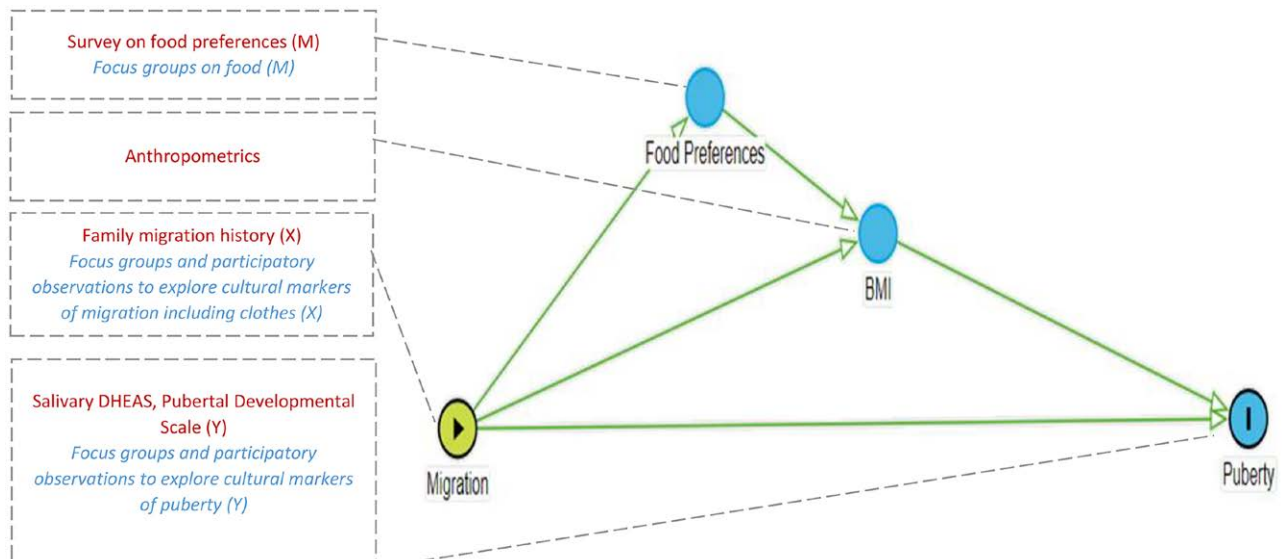 Survey on food preferences (M)
Focus groups on food (M)
Anthropometrics
Family migration history (X)
Focus groups and participatory
observations to explore cultural markers
of migration including clothes (X)
Salivary DHEAS, Pubertal Developmental
Scale (Y)
Focus groups and participatory
observations to explore cultural markers
of puberty (Y)
Food Preferences
BMI
Migration
Puberty